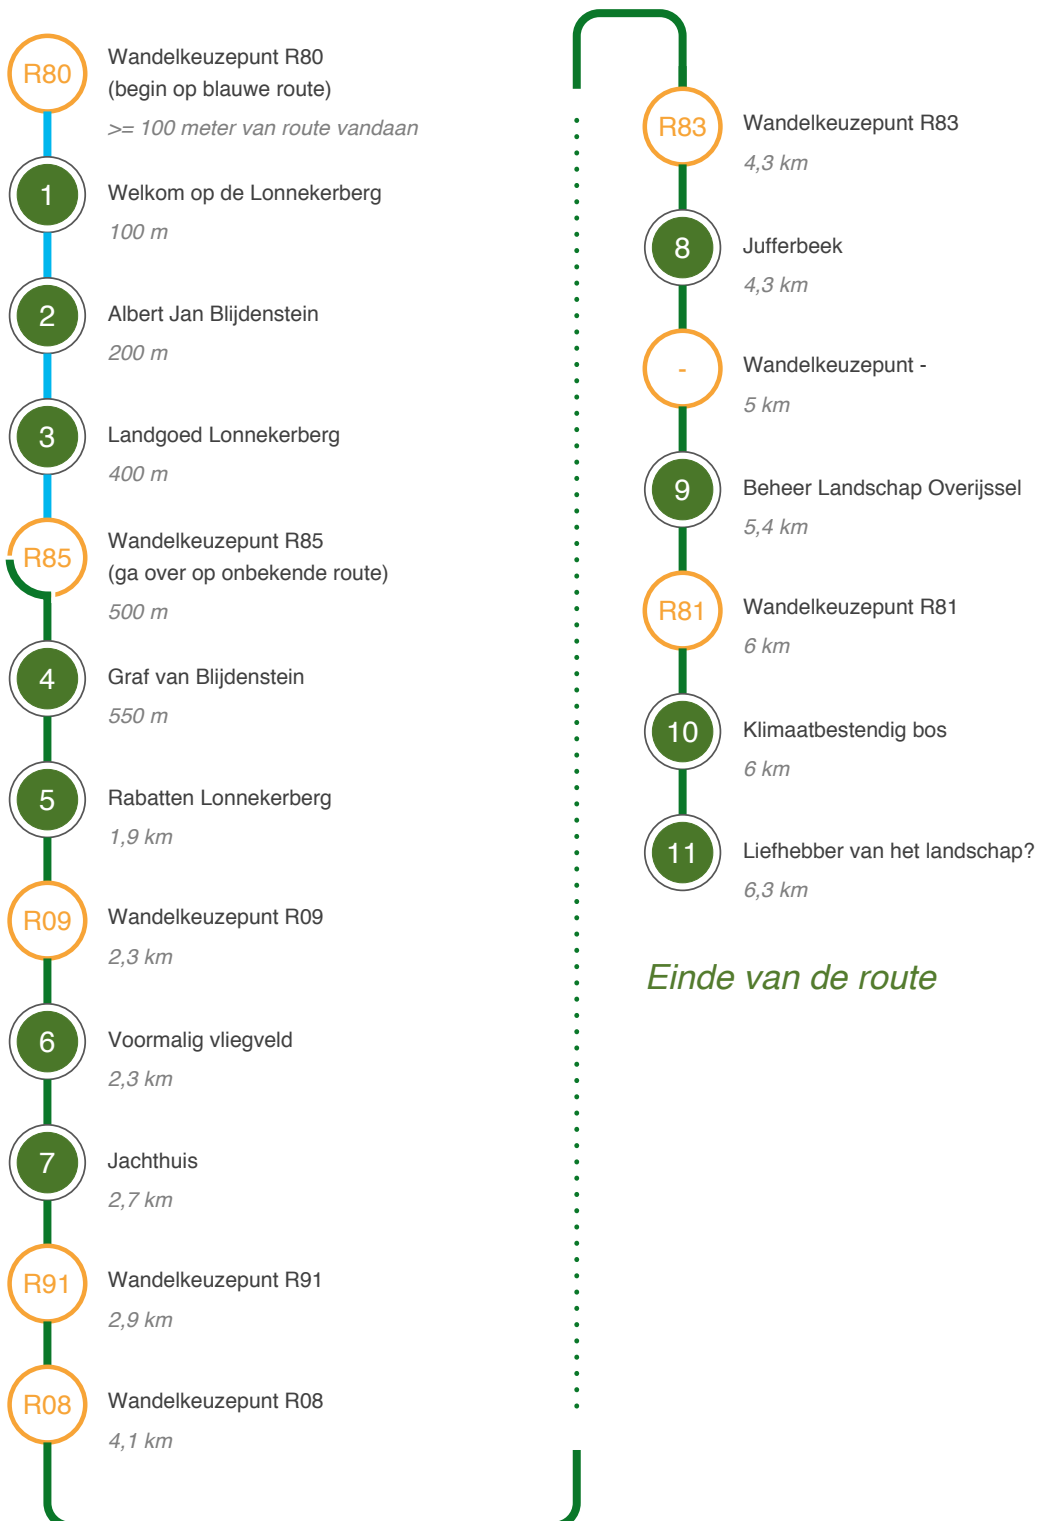 R80
Wandelkeuzepunt R80
(begin op blauwe route)
>= 100 meter van route vandaan
1
Welkom op de Lonnekerberg
100 m
2
Albert Jan Blijdenstein
200 m
3
Landgoed Lonnekerberg
400 m
R85
Wandelkeuzepunt R85
(ga over op onbekende route)
500 m
4
Graf van Blijdenstein
550 m
5
Rabatten Lonnekerberg
1,9 km
R09
Wandelkeuzepunt R09
2,3 km
6
Voormalig vliegveld
2,3 km
7
Jachthuis
2,7 km
R91
Wandelkeuzepunt R91
2,9 km
R08
Wandelkeuzepunt R08
4,1 km
R83
Wandelkeuzepunt R83
4,3 km
8
Jufferbeek
4,3 km
-
Wandelkeuzepunt -
5 km
9
Beheer Landschap Overijssel
5,4 km
R81
Wandelkeuzepunt R81
6 km
10
Klimaatbestendig bos
6 km
11
Liefhebber van het landschap?
6,3 km
Einde van de route